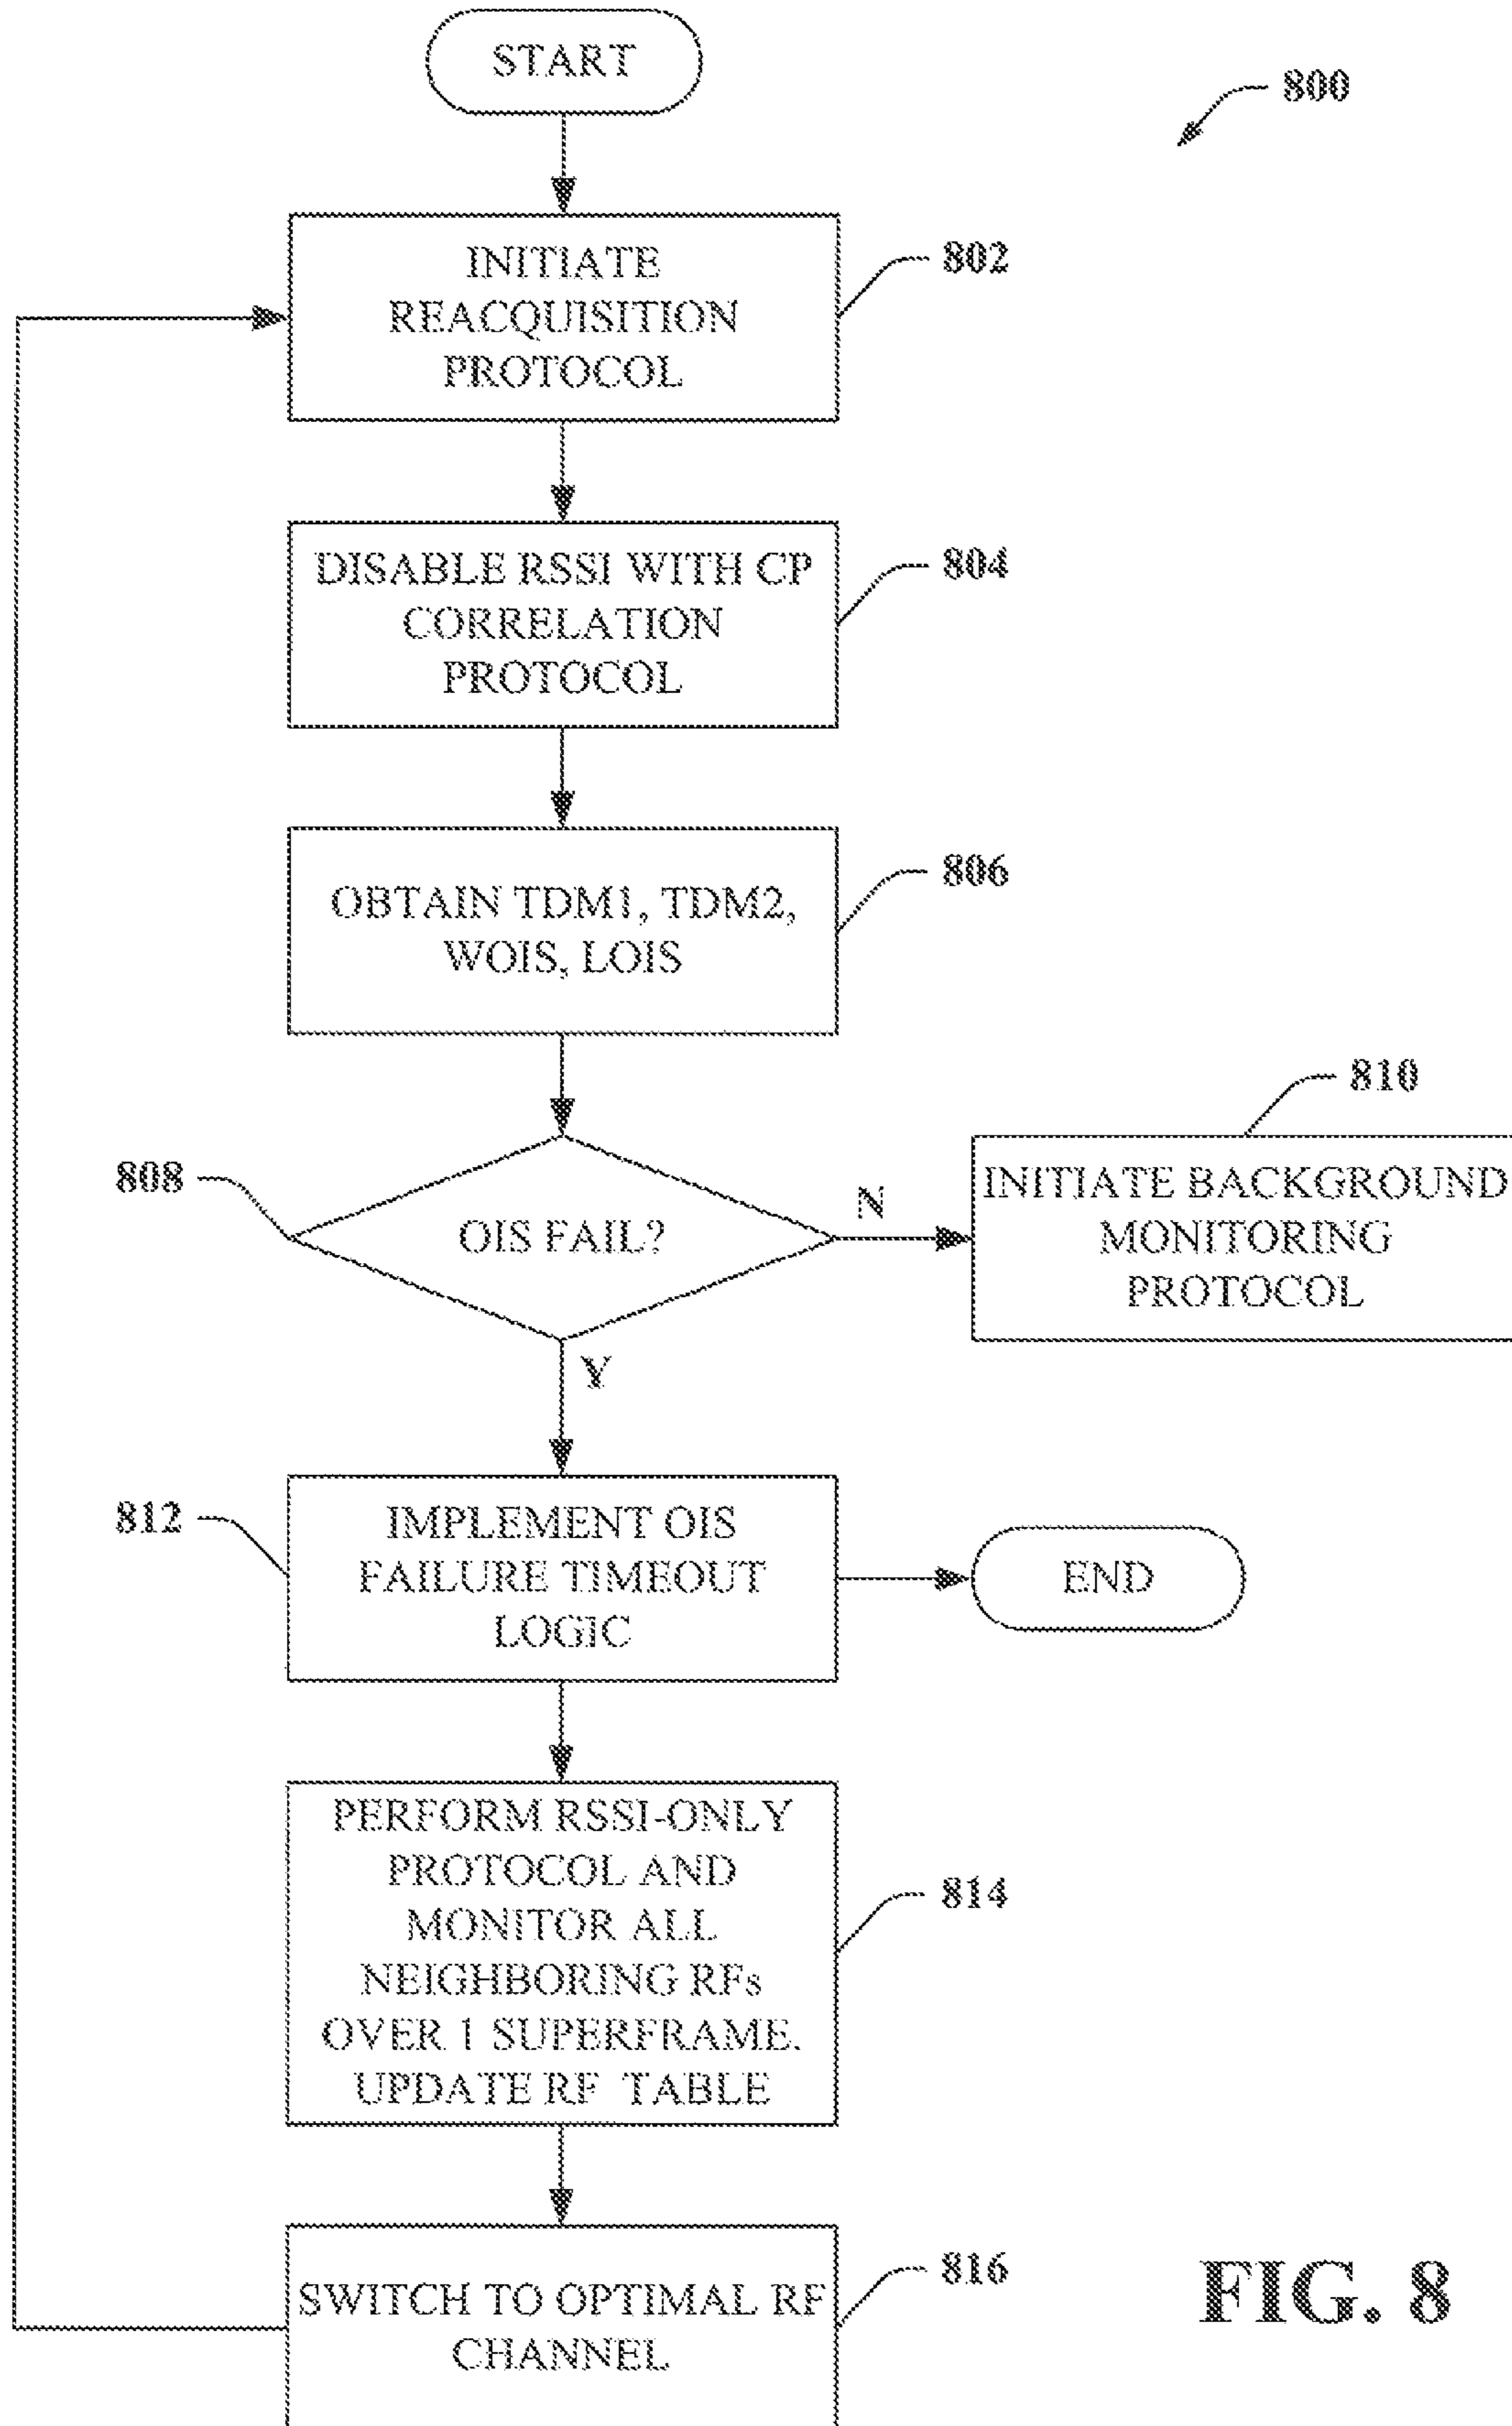 START
800
INITIATE
REACQUISITION
PROTOCOL
802
DISABLE RSSI WITH CP
CORRELATION
PROTOCOL
804
OBTAIN TDM1, TDM2,
WOIS, LOIS
806
808
OIS FAIL?
N
810
INITIATE BACKGROUND
MONITORING
PROTOCOL
Y
812
IMPLEMENT OIS
FAILURE TIMEOUT
LOGIC
END
PERFORM RSSI-ONLY
PROTOCOL AND
MONITOR ALL
NEIGHBORING RFs
OVER 1 SUPERFRAME.
UPDATE RF TABLE
814
SWITCH TO OPTIMAL RF
CHANNEL
816
FIG. 8